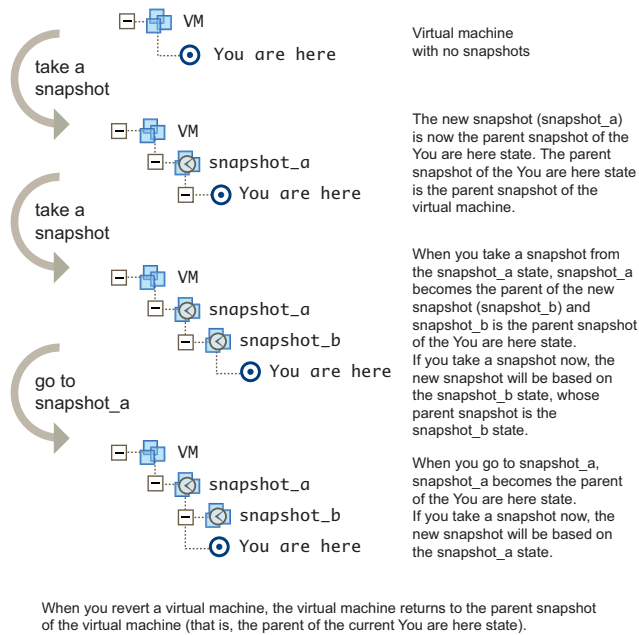 VM
You are here
Virtual machine
with no snapshots
take a
snapshot
VM
snapshot_a
You are here
The new snapshot (snapshot_a)
is now the parent snapshot of the
You are here state. The parent
snapshot of the You are here state
is the parent snapshot of the
virtual machine.
take a
snapshot
VM
snapshot_a
snapshot_b
You are here
When you take a snapshot from
the snapshot_a state, snapshot_a
becomes the parent of the new
snapshot (snapshot_b) and
snapshot_b is the parent snapshot
of the You are here state.
If you take a snapshot now, the
new snapshot will be based on
the snapshot_b state, whose
parent snapshot is the
snapshot_b state.
go to
snapshot_a
VM
snapshot_a
snapshot_b
You are here
When you go to snapshot_a,
snapshot_a becomes the parent
of the You are here state.
If you take a snapshot now, the
new snapshot will be based on
the snapshot_a state.
When you revert a virtual machine, the virtual machine returns to the parent snapshot
of the virtual machine (that is, the parent of the current You are here state).